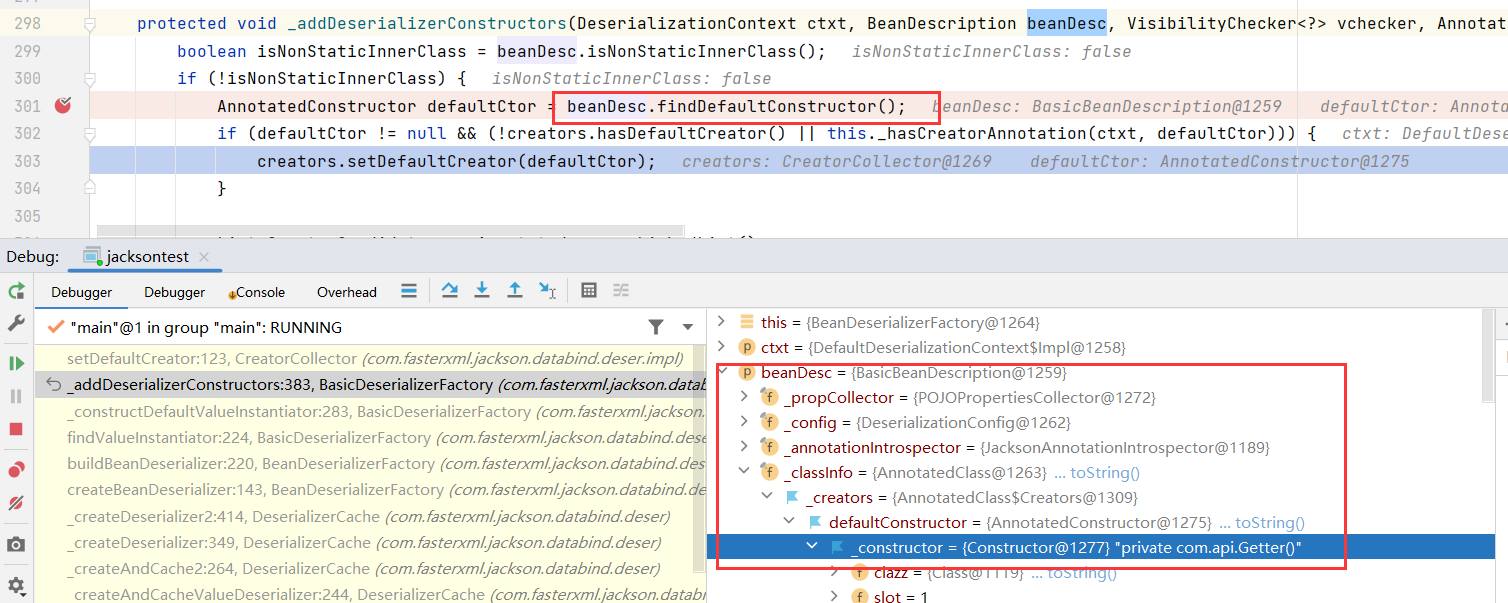 298 protected void _addDeserializerConstructors(DeserializationContext ctxt, BeanDescription beanDesc, VisibilityChecker<?> vchecker, Annotat
299 boolean isNonStaticInnerClass = beanDesc.isNonStaticInnerClass(); isNonStaticInnerClass: false
300 if (!isNonStaticInnerClass) { isNonStaticInnerClass: false
301 AnnotatedConstructor defaultCtor = beanDesc.findDefaultConstructor(); beanDesc: BasicBeanDescription@1259 defaultCtor: Annota
302 if (defaultCtor != null && (!creators.hasDefaultCreator() || this._hasCreatorAnnotation(ctxt, defaultCtor))) { ctxt: DefaultDese
303 creators.setDefaultCreator(defaultCtor); creators: CreatorCollector@1269 defaultCtor: AnnotatedConstructor@1275
304 }
305
Debug: jacksontest
Debugger Debugger Console Overhead
"main"@1 in group "main": RUNNING
setDefaultCreator:123, CreatorCollector (com.fasterxml.jackson.databind.deser.impl)
_addDeserializerConstructors:383, BasicDeserializerFactory (com.fasterxml.jackson.datab
_constructDefaultValueInstantiator:283, BasicDeserializerFactory (com.fasterxml.jackson.
findValueInstantiator:224, BasicDeserializerFactory (com.fasterxml.jackson.databind.dese
buildBeanDeserializer:220, BeanDeserializerFactory (com.fasterxml.jackson.databind.des
createBeanDeserializer:143, BeanDeserializerFactory (com.fasterxml.jackson.databind.de
_createDeserializer2:414, DeserializerCache (com.fasterxml.jackson.databind.deser)
_createDeserializer:349, DeserializerCache (com.fasterxml.jackson.databind.deser)
_createAndCache2:264, DeserializerCache (com.fasterxml.jackson.databind.deser)
_createAndCacheValueDeserializer:244, DeserializerCache (com.fasterxml.jackson.datab
this = {BeanDeserializerFactory@1264}
ctxt = {DefaultDeserializationContext$Impl@1258}
beanDesc = {BasicBeanDescription@1259}
_propCollector = {POJOPropertiesCollector@1272}
_config = {DeserializationConfig@1262}
_annotationIntrospector = {JacksonAnnotationIntrospector@1189}
_classInfo = {AnnotatedClass@1263} ... toString()
_creators = {AnnotatedClass$Creators@1309}
defaultConstructor = {AnnotatedConstructor@1275} ... toString()
_constructor = {Constructor@1277} "private com.api.Getter()"
clazz = {Class@1119} ... toString()
slot = 1